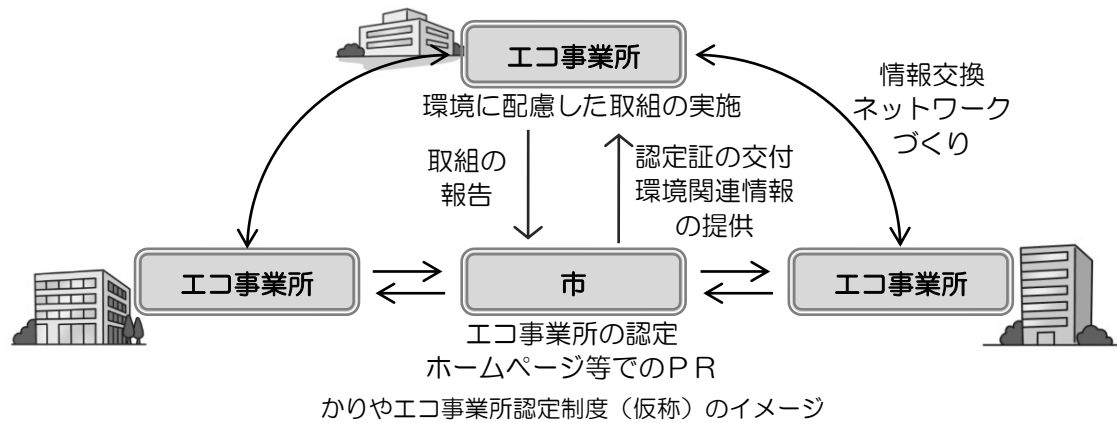 エコ事業所
環境に配慮した取組の実施
情報交換
ネットワーク
づくり
取組の
報告
認定証の交付
環境関連情報
の提供
エコ事業所
市
エコ事業所
エコ事業所の認定
ホームページ等でのＰＲ
かりやエコ事業所認定制度（仮称）のイメージ